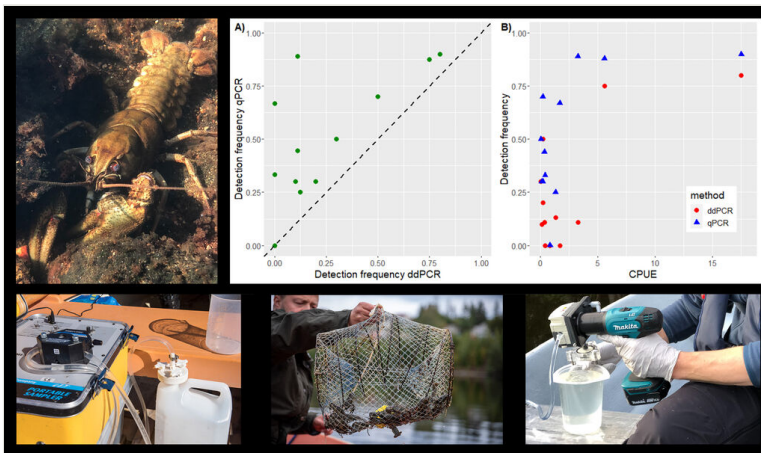 A)
Detection frequency qPCR
1.00
0.75
0.50
0.25
0.00
0.00 0.25 0.50 0.75 1.00
Detection frequency ddPCR
B)
Detection frequency
1.00
0.75
0.50
0.25
0.00
method
ddPCR
qPCR
0 5 10 15
CPUE
PORTABLE
SAMPLER
makita